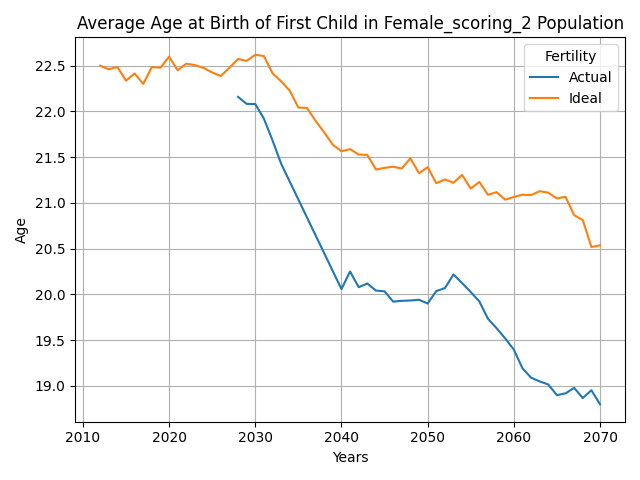 Average Age at Birth of First Child in Female_scoring_2 Population
Fertility
Actual
Ideal
Age
22.5
22.0
21.5
21.0
20.5
20.0
19.5
19.0
2010 2020 2030 2040 2050 2060 2070
Years